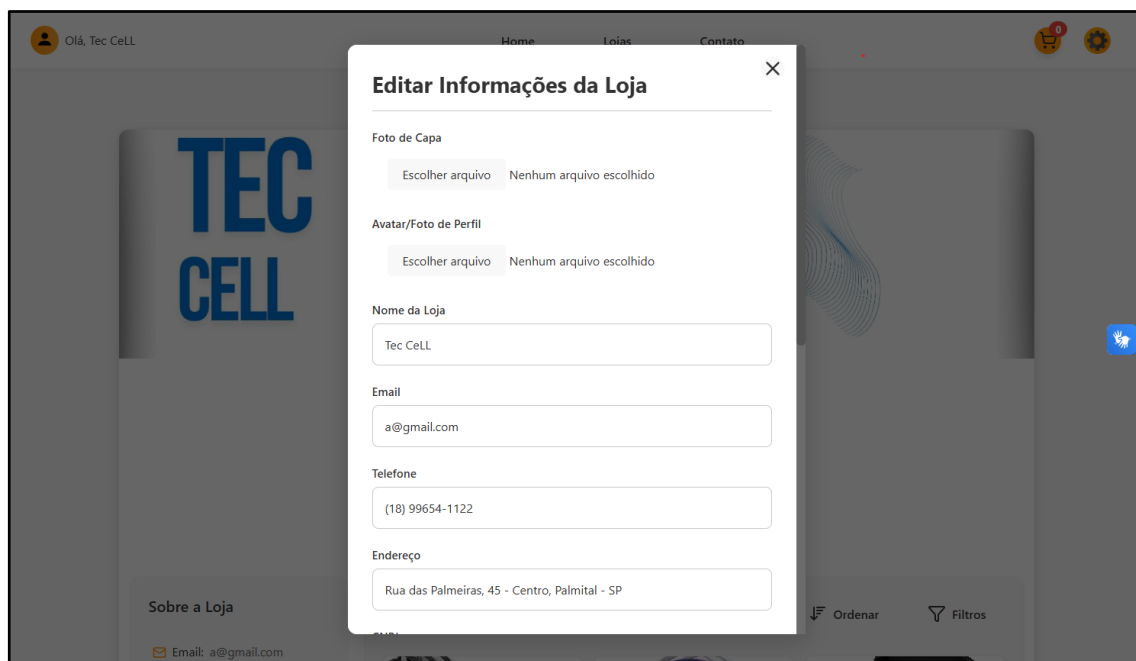 Olá, Tec CeLL
Home Lojas Contato
0
Editar Informações da Loja
Foto de Capa
Escolher arquivo Nenhum arquivo escolhido
Avatar/Foto de Perfil
Escolher arquivo Nenhum arquivo escolhido
Nome da Loja
Tec CeLL
Email
a@gmail.com
Telefone
(18) 99654-1122
Endereço
Rua das Palmeiras, 45 - Centro, Palmital - SP
TEC
CELL
Sobre a Loja
Email: a@gmail.com
Ordenar Filtros